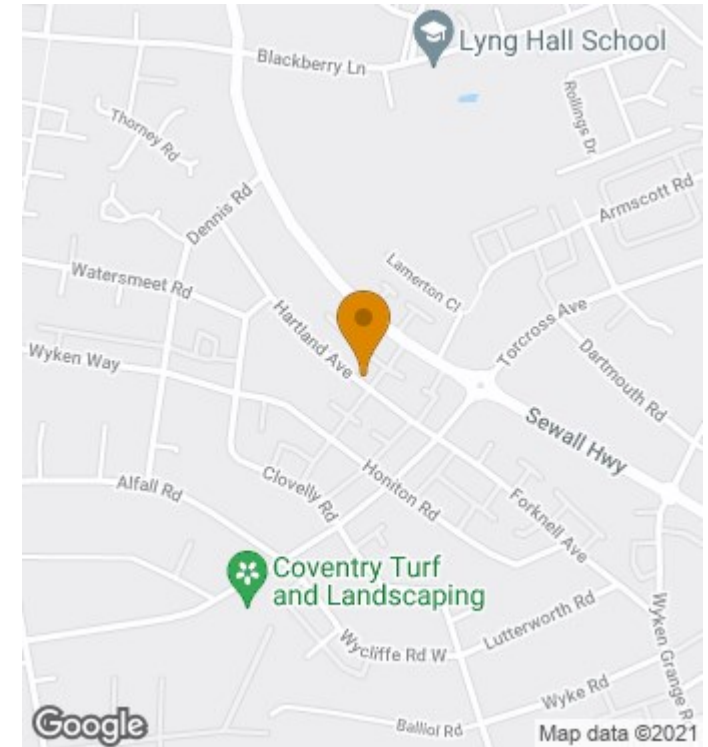 Lyng Hall School
Blackberry Ln
Rollings Dr
Thorney Rd
Armscott Rd
Dennis Rd
Lamerton Cl
Watersmeet Rd
Torcross Ave
Hartland Ave
Wyken Way
Dartmouth Rd
Sewall Hwy
Honiton Rd
Clovelly Rd
Alfall Rd
Forknell Ave
Coventry Turf
and Landscaping
Lutterworth Rd
Wycliffe Rd W
Wyken Grange R
Wyke Rd
Balliol Rd
Google
Map data ©2021